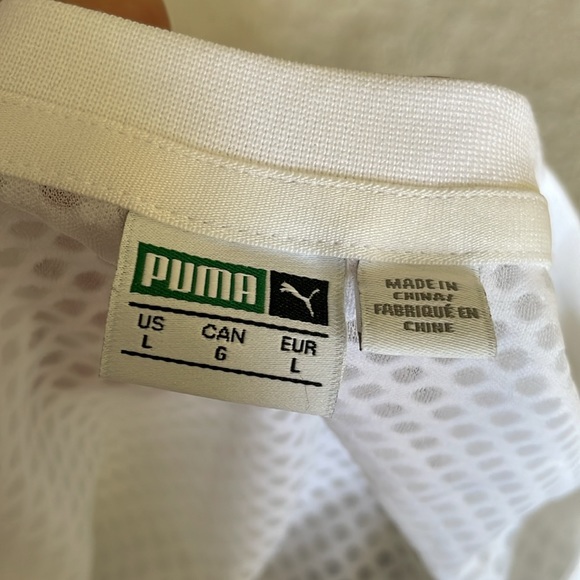 PUMA
US CAN EUR
L G L
MADE IN
CHINA/
FABRIQUÉ EN
CHINE